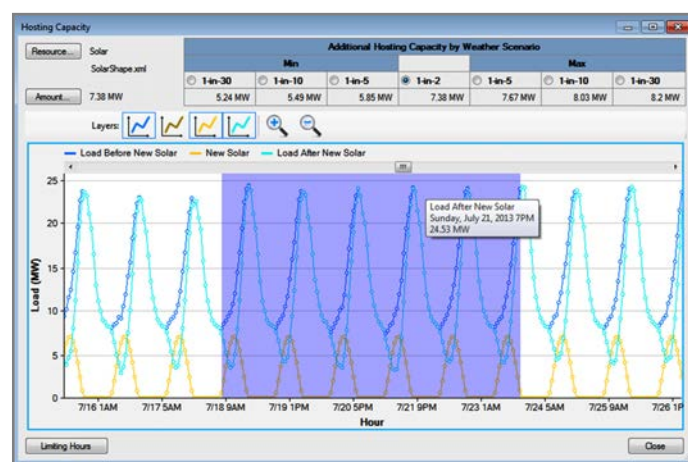 Hosting Capacity
Resource... Solar
SolarShape.xml
Amount... 7.38 MW
Additional Hosting Capacity by Weather Scenario
Min Max
1-in-30 1-in-10 1-in-5 1-in-2 1-in-5 1-in-10 1-in-30
5.24 MW 5.49 MW 5.85 MW 7.38 MW 7.67 MW 8.03 MW 8.2 MW
Layers:
Load Before New Solar New Solar Load After New Solar
Load After New Solar
Sunday, July 21, 2013 7PM
24.53 MW
25
20
15
10
5
0
Load (MW)
7/16 1AM 7/17 5AM 7/18 9AM 7/19 1PM 7/20 5PM 7/21 9PM 7/23 1AM 7/24 5AM 7/25 9AM 7/26 1P
Hour
Limiting Hours Close